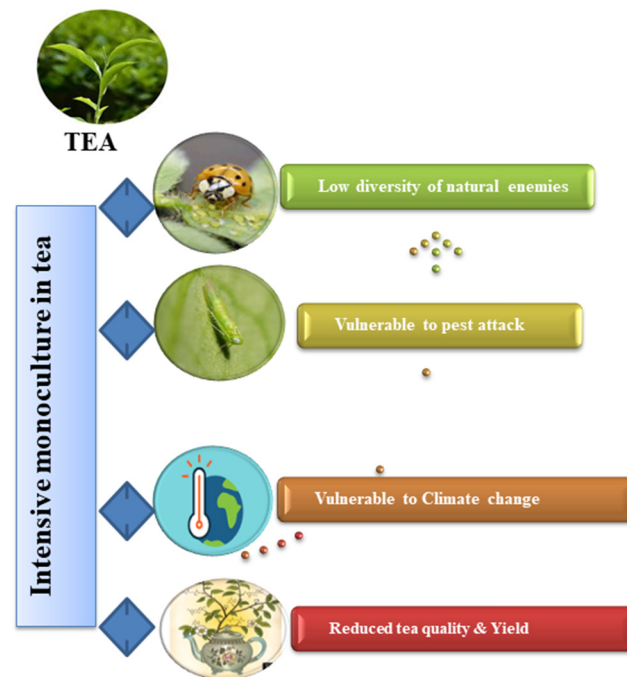 TEA
Intensive monoculture in tea
Low diversity of natural enemies
Vulnerable to pest attack
Vulnerable to Climate change
Reduced tea quality & Yield